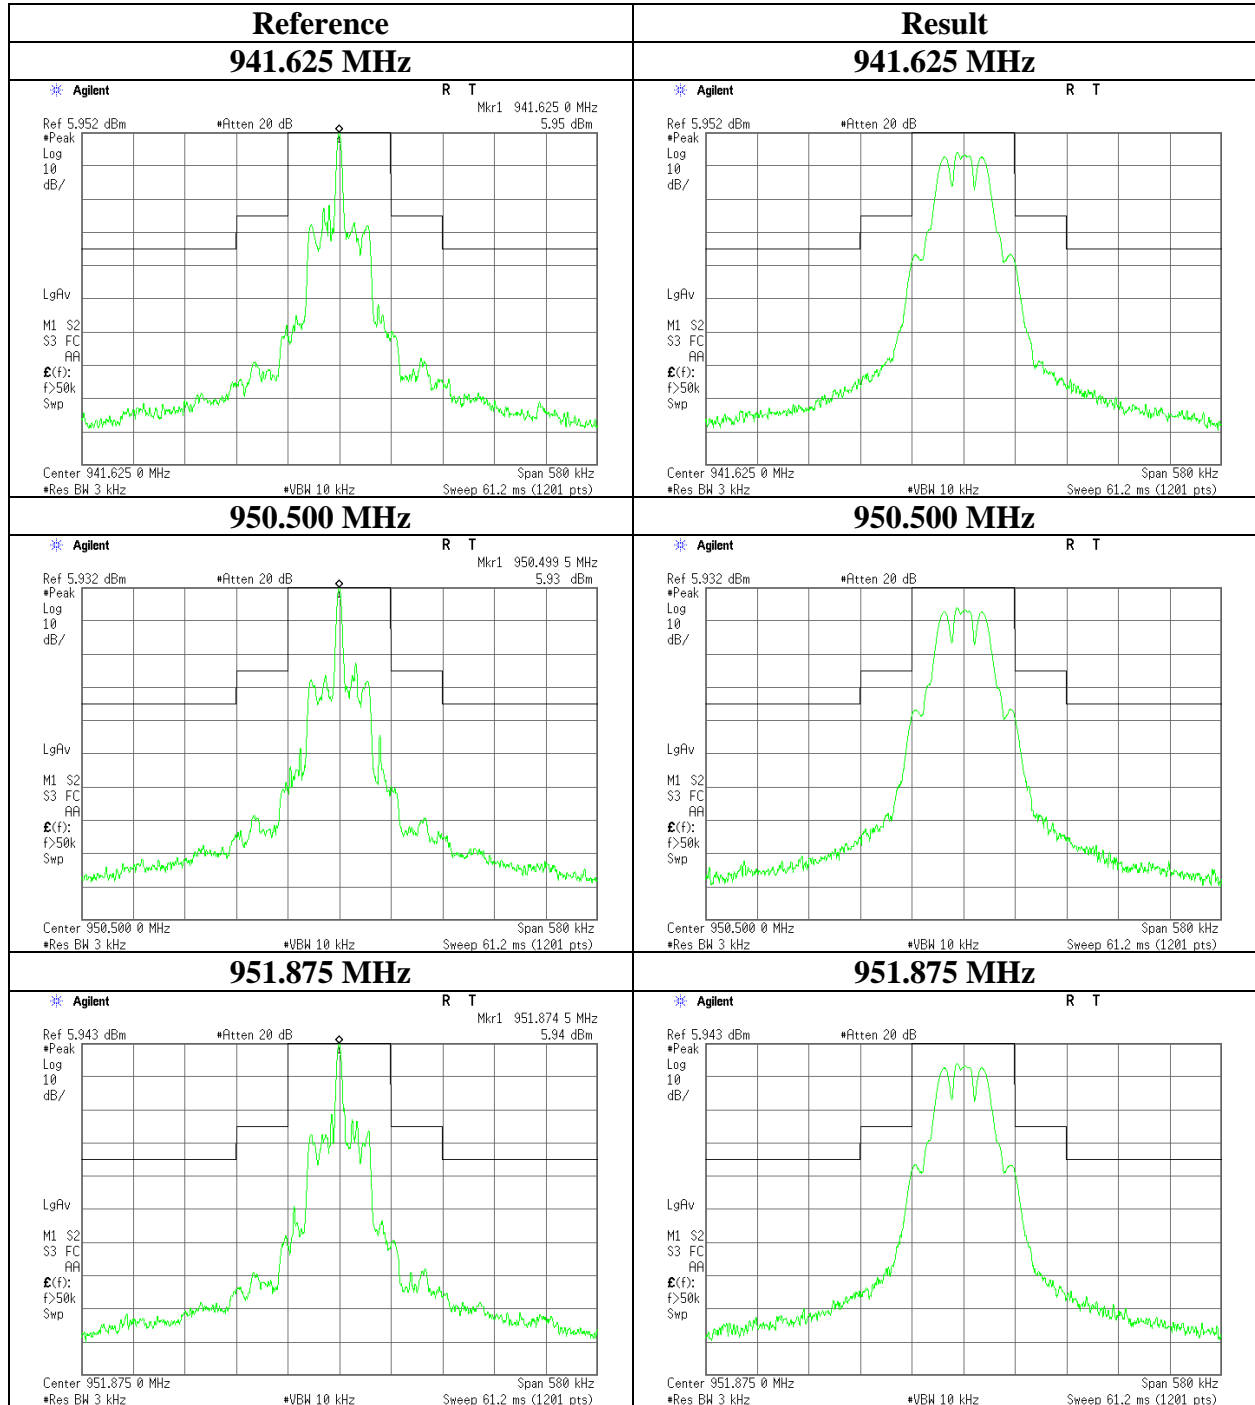 Reference Result
941.625 MHz 941.625 MHz
Agilent R T
Mkr1 941.625 0 MHz
Ref 5.952 dBm #Atten 20 dB 5.95 dBm
#Peak
Log
10
dB/
1
LgAv
M1 S2
S3 FC
AA
£(f):
f>50k
Swp
Center 941.625 0 MHz Span 580 kHz
#Res BW 3 kHz #VBW 10 kHz Sweep 61.2 ms (1201 pts)
Agilent R T
Ref 5.952 dBm #Atten 20 dB
#Peak
Log
10
dB/
LgAv
M1 S2
S3 FC
AA
£(f):
f>50k
Swp
Center 941.625 0 MHz Span 580 kHz
#Res BW 3 kHz #VBW 10 kHz Sweep 61.2 ms (1201 pts)
950.500 MHz 950.500 MHz
Agilent R T
Mkr1 950.499 5 MHz
Ref 5.932 dBm #Atten 20 dB 5.93 dBm
#Peak
Log
10
dB/
1
LgAv
M1 S2
S3 FC
AA
£(f):
f>50k
Swp
Center 950.500 0 MHz Span 580 kHz
#Res BW 3 kHz #VBW 10 kHz Sweep 61.2 ms (1201 pts)
Agilent R T
Ref 5.932 dBm #Atten 20 dB
#Peak
Log
10
dB/
LgAv
M1 S2
S3 FC
AA
£(f):
f>50k
Swp
Center 950.500 0 MHz Span 580 kHz
#Res BW 3 kHz #VBW 10 kHz Sweep 61.2 ms (1201 pts)
951.875 MHz 951.875 MHz
Agilent R T
Mkr1 951.874 5 MHz
Ref 5.943 dBm #Atten 20 dB 5.94 dBm
#Peak
Log
10
dB/
1
LgAv
M1 S2
S3 FC
AA
£(f):
f>50k
Swp
Center 951.875 0 MHz Span 580 kHz
#Res BW 3 kHz #VBW 10 kHz Sweep 61.2 ms (1201 pts)
Agilent R T
Ref 5.943 dBm #Atten 20 dB
#Peak
Log
10
dB/
LgAv
M1 S2
S3 FC
AA
£(f):
f>50k
Swp
Center 951.875 0 MHz Span 580 kHz
#Res BW 3 kHz #VBW 10 kHz Sweep 61.2 ms (1201 pts)